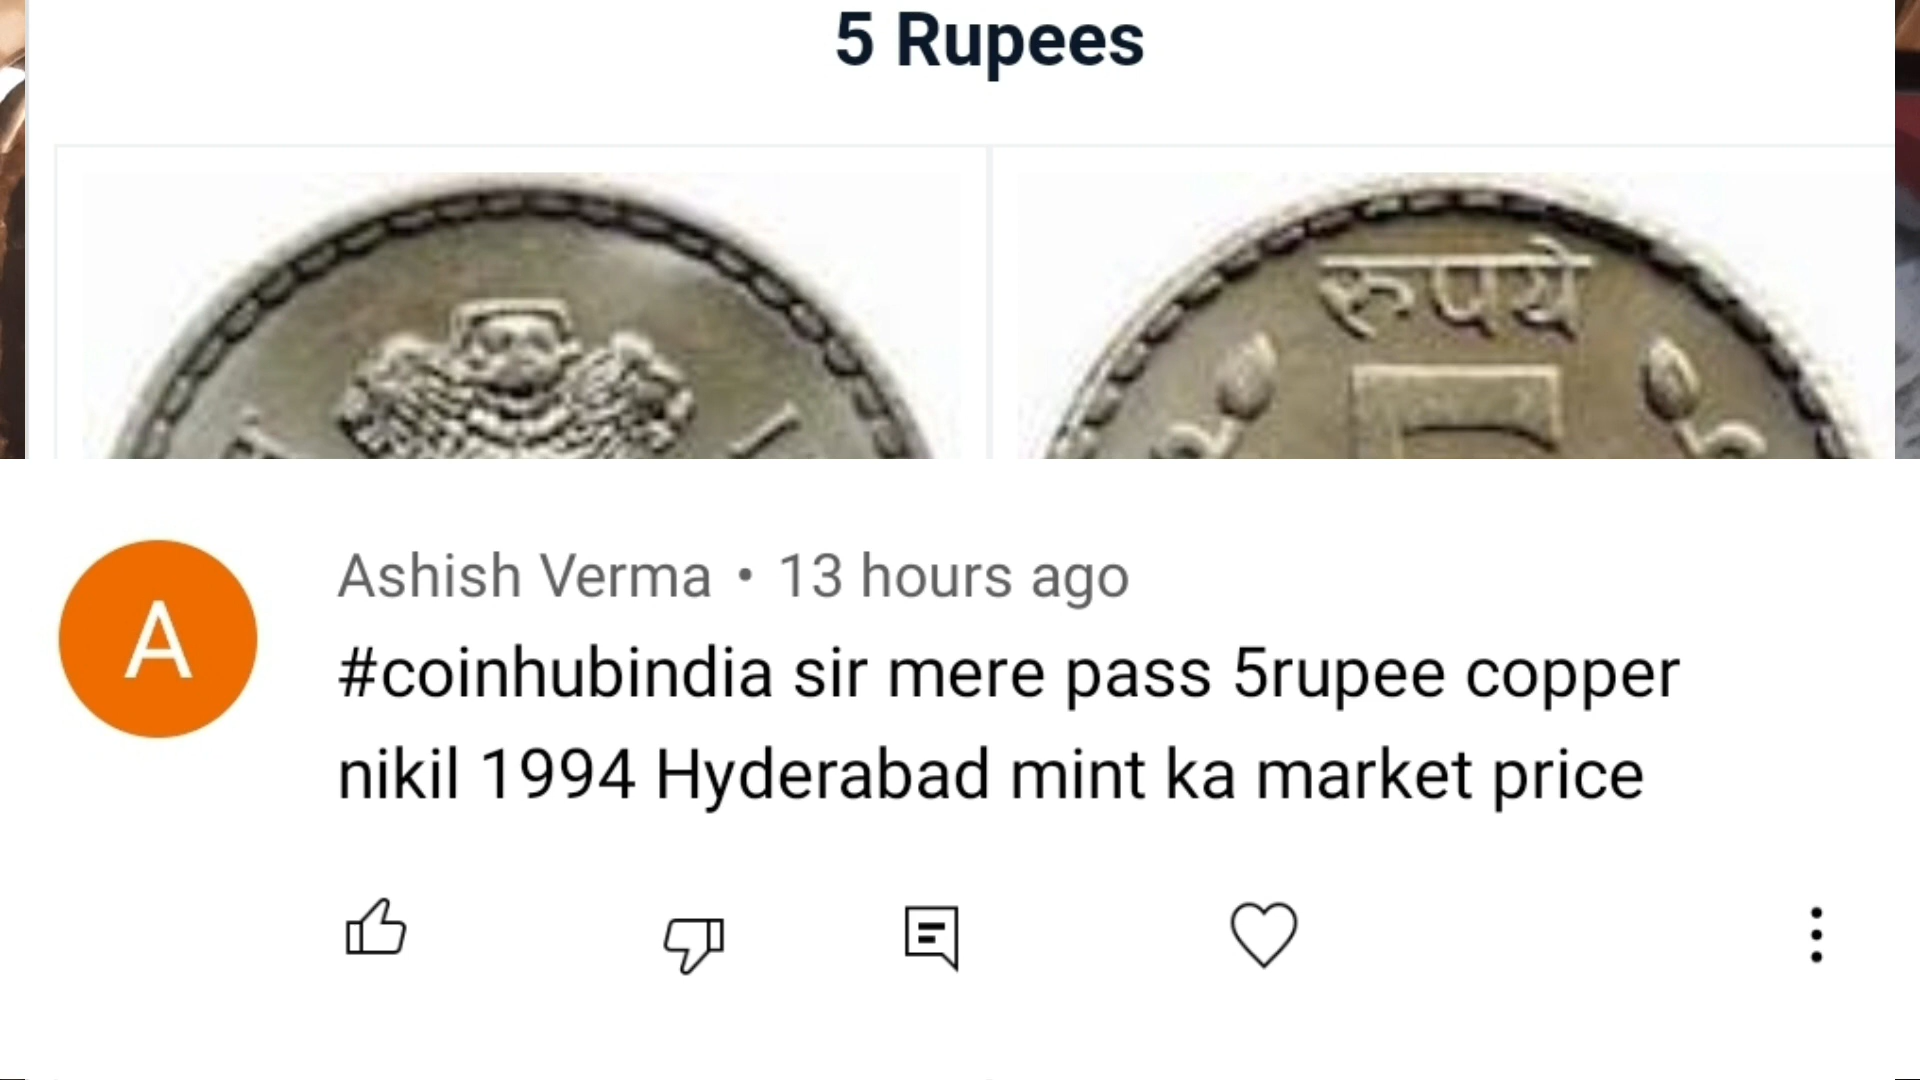 5 Rupees
रुपये
Ashish Verma • 13 hours ago
A
#coinhubindia sir mere pass 5rupee copper
nikil 1994 Hyderabad mint ka market price